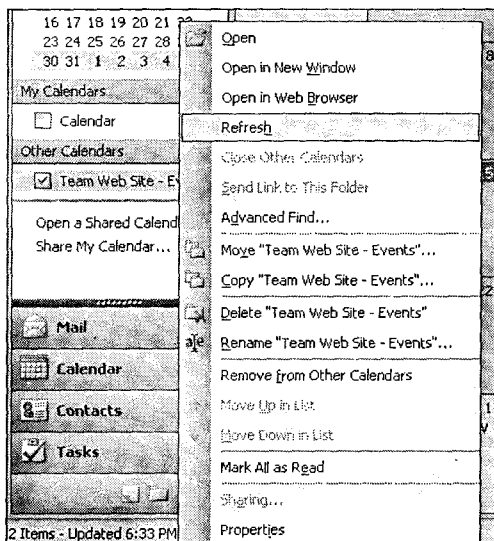 16 17 18 19 20 21 22
23 24 25 26 27 28
30 31 1 2 3 4
My Calendars
Calendar
Other Calendars
Team Web Site - Ev
Open a Shared Calend
Share My Calendar...
Mail
Calendar
Contacts
Tasks
2 Items - Updated 6:33 PM
Open
Open in New Window
Open in Web Browser
Refresh
Close Other Calendars
Send Link to This Folder
Advanced Find...
Move "Team Web Site - Events"...
Copy "Team Web Site - Events"...
Delete "Team Web Site - Events"
Rename "Team Web Site - Events"...
Remove from Other Calendars
Move Up in List
Move Down in List
Mark All as Read
Sharing...
Properties
8
2
1